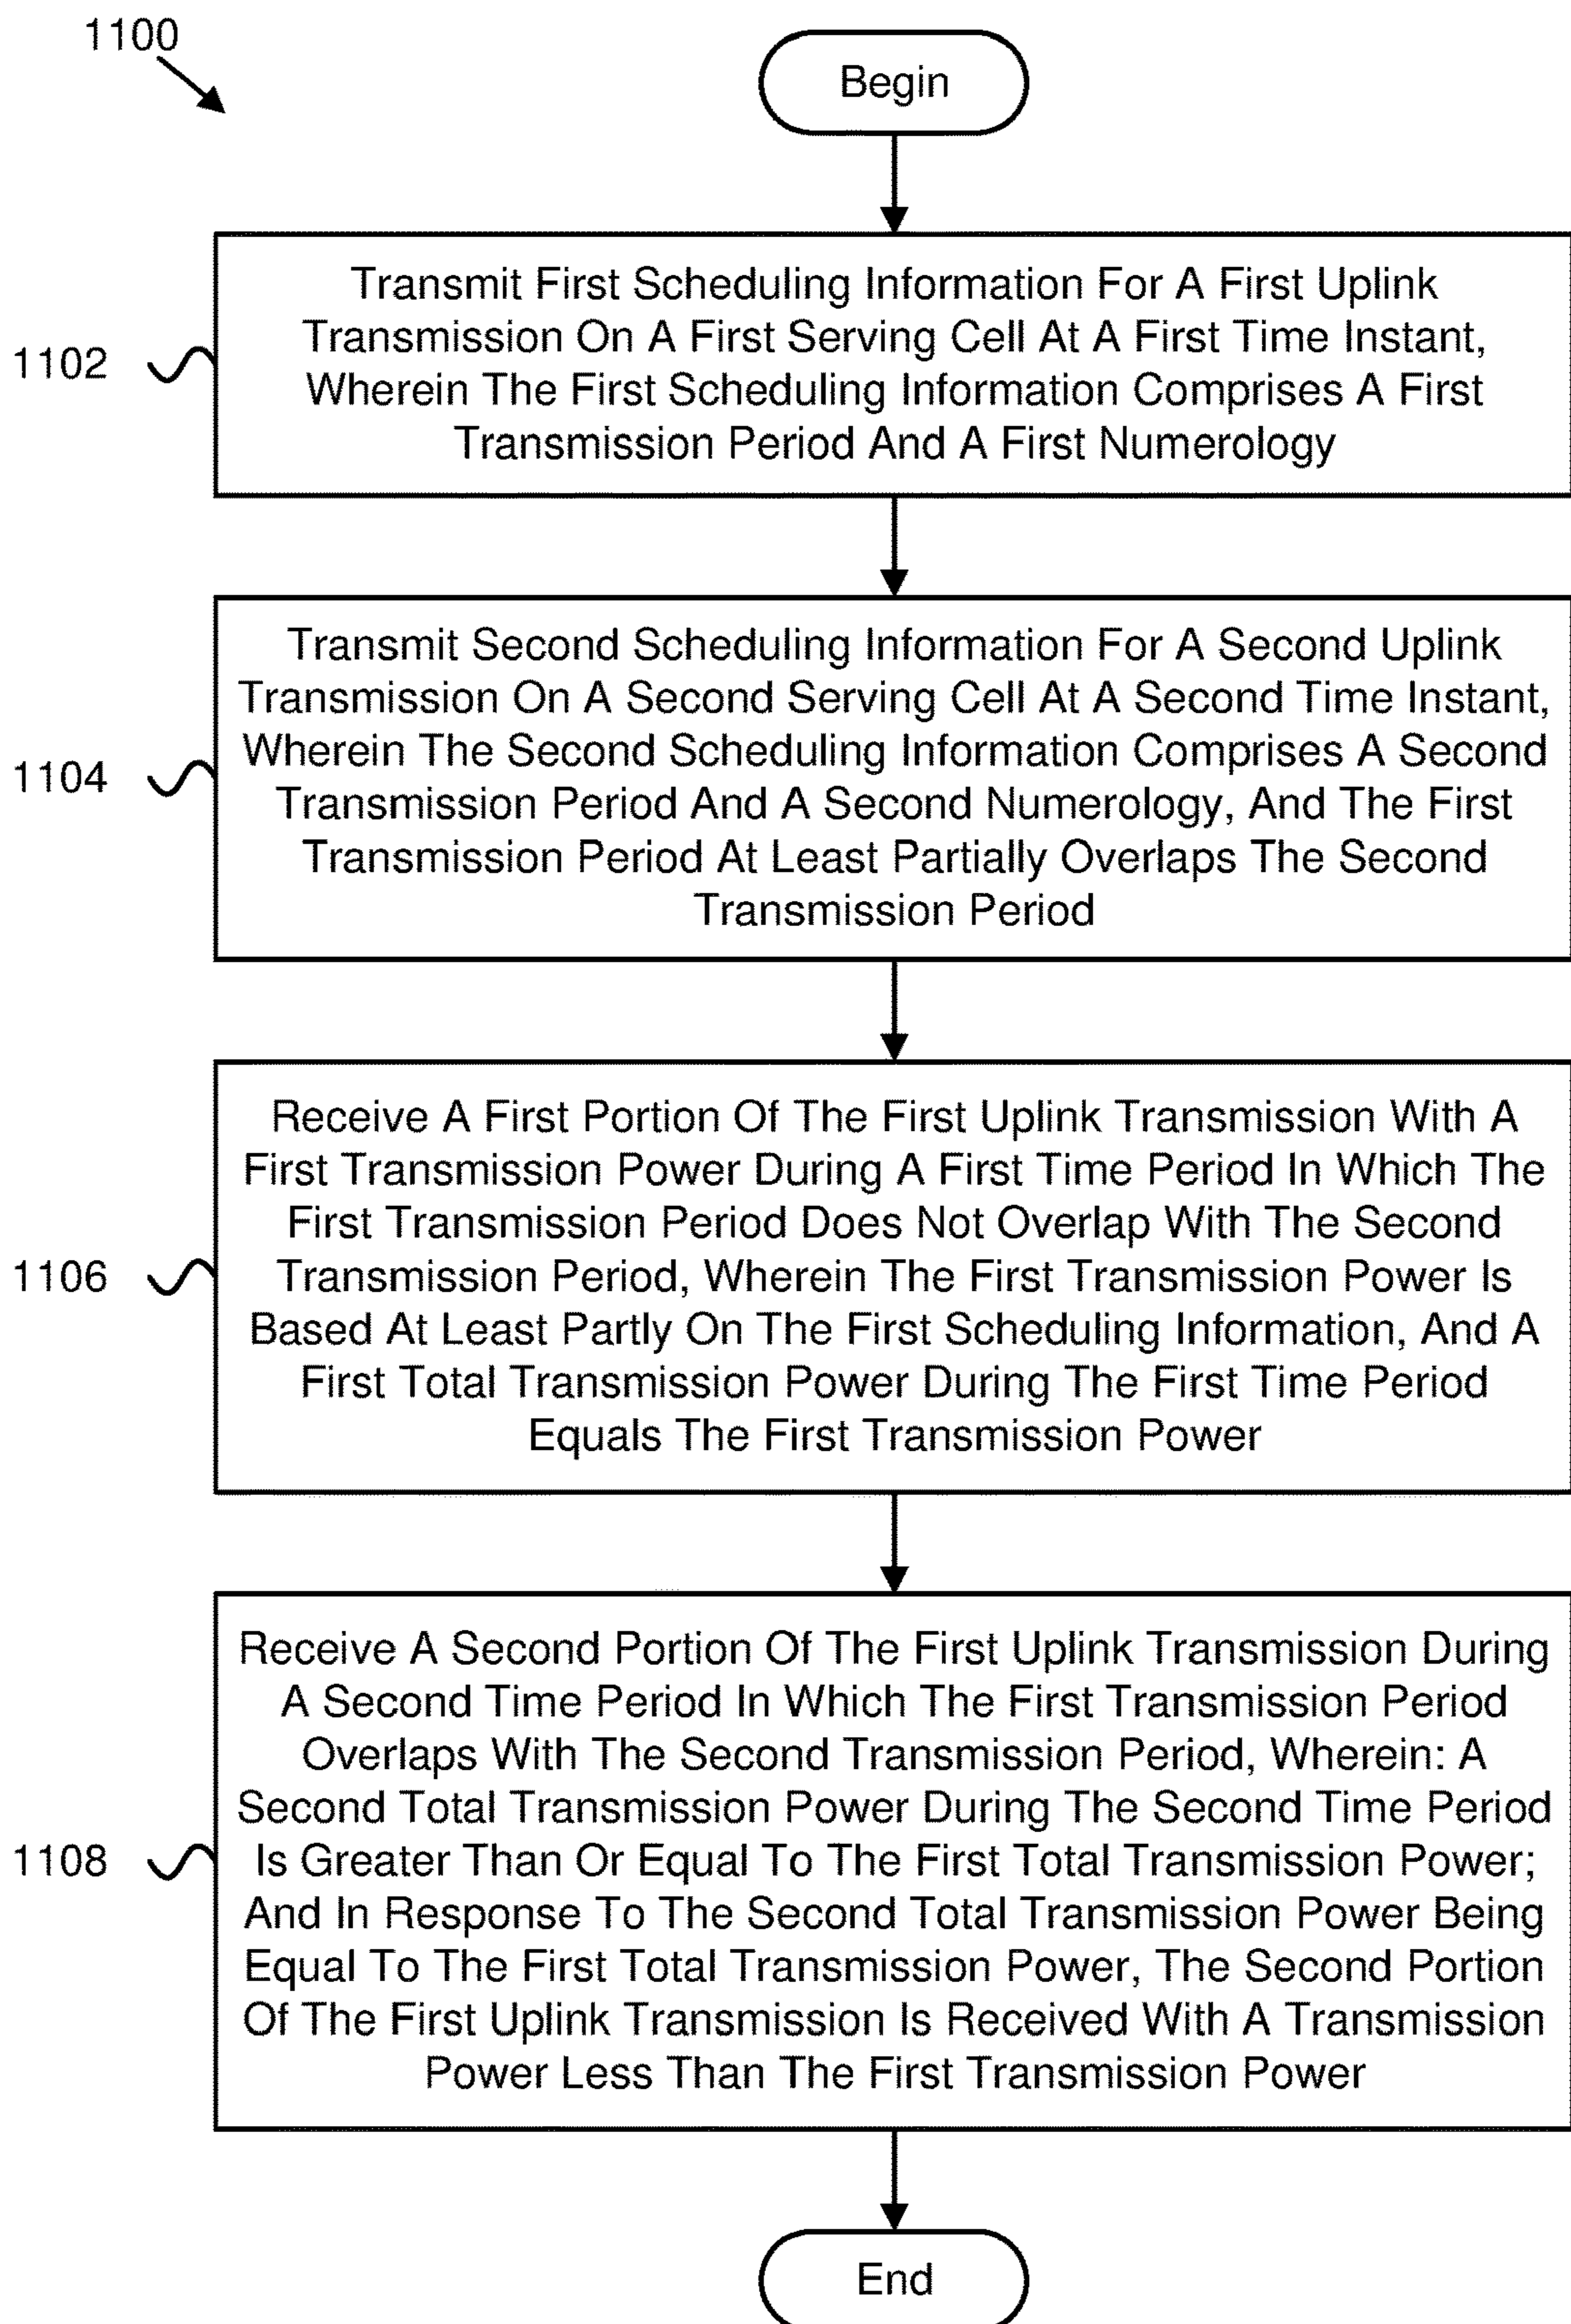 1100
Begin
1102
Transmit First Scheduling Information For A First Uplink
Transmission On A First Serving Cell At A First Time Instant,
Wherein The First Scheduling Information Comprises A First
Transmission Period And A First Numerology
1104
Transmit Second Scheduling Information For A Second Uplink
Transmission On A Second Serving Cell At A Second Time Instant,
Wherein The Second Scheduling Information Comprises A Second
Transmission Period And A Second Numerology, And The First
Transmission Period At Least Partially Overlaps The Second
Transmission Period
1106
Receive A First Portion Of The First Uplink Transmission With A
First Transmission Power During A First Time Period In Which The
First Transmission Period Does Not Overlap With The Second
Transmission Period, Wherein The First Transmission Power Is
Based At Least Partly On The First Scheduling Information, And A
First Total Transmission Power During The First Time Period
Equals The First Transmission Power
1108
Receive A Second Portion Of The First Uplink Transmission During
A Second Time Period In Which The First Transmission Period
Overlaps With The Second Transmission Period, Wherein: A
Second Total Transmission Power During The Second Time Period
Is Greater Than Or Equal To The First Total Transmission Power;
And In Response To The Second Total Transmission Power Being
Equal To The First Total Transmission Power, The Second Portion
Of The First Uplink Transmission Is Received With A Transmission
Power Less Than The First Transmission Power
End